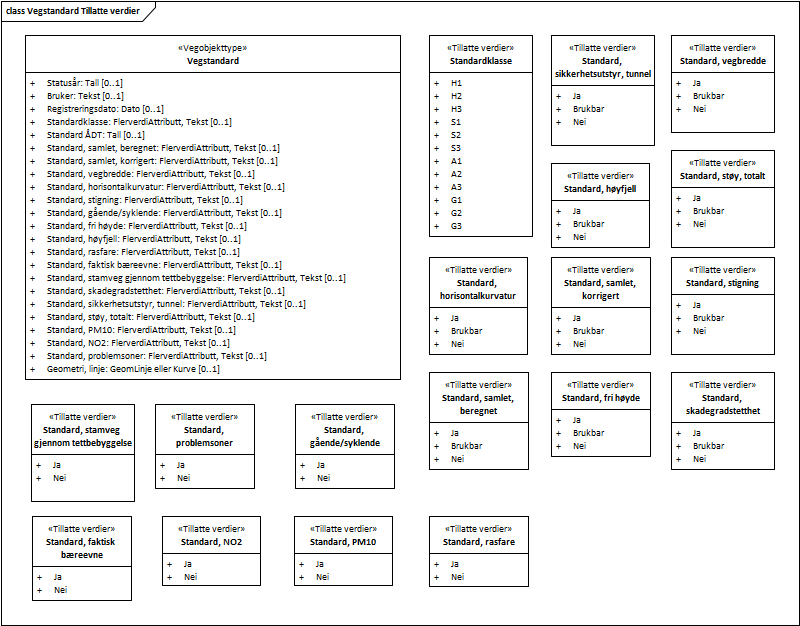 class Vegstandard Tillatte verdier
«Vegobjekttype»
Vegstandard
+ Statusår: Tall [0..1]
+ Bruker: Tekst [0..1]
+ Registreringsdato: Dato [0..1]
+ Standardklasse: FlerverdiAttributt, Tekst [0..1]
+ Standard ÅDT: Tall [0..1]
+ Standard, samlet, beregnet: FlerverdiAttributt, Tekst [0..1]
+ Standard, samlet, korrigert: FlerverdiAttributt, Tekst [0..1]
+ Standard, vegbredde: FlerverdiAttributt, Tekst [0..1]
+ Standard, horisontalkurvatur: FlerverdiAttributt, Tekst [0..1]
+ Standard, stigning: FlerverdiAttributt, Tekst [0..1]
+ Standard, gående/syklende: FlerverdiAttributt, Tekst [0..1]
+ Standard, fri høyde: FlerverdiAttributt, Tekst [0..1]
+ Standard, høyfjell: FlerverdiAttributt, Tekst [0..1]
+ Standard, rasfare: FlerverdiAttributt, Tekst [0..1]
+ Standard, faktisk bæreevne: FlerverdiAttributt, Tekst [0..1]
+ Standard, stamveg gjennom tettbebyggelse: FlerverdiAttributt, Tekst [0..1]
+ Standard, skadegradstetthet: FlerverdiAttributt, Tekst [0..1]
+ Standard, sikkerhetsutstyr, tunnel: FlerverdiAttributt, Tekst [0..1]
+ Standard, støy, totalt: FlerverdiAttributt, Tekst [0..1]
+ Standard, PM10: FlerverdiAttributt, Tekst [0..1]
+ Standard, NO2: FlerverdiAttributt, Tekst [0..1]
+ Standard, problemsoner: FlerverdiAttributt, Tekst [0..1]
+ Geometri, linje: GeomLinje eller Kurve [0..1]
«Tillatte verdier»
Standardklasse
+ H1
+ H2
+ H3
+ S1
+ S2
+ S3
+ A1
+ A2
+ A3
+ G1
+ G2
+ G3
«Tillatte verdier»
Standard,
sikkerhetsutstyr, tunnel
+ Ja
+ Brukbar
+ Nei
«Tillatte verdier»
Standard, vegbredde
+ Ja
+ Brukbar
+ Nei
«Tillatte verdier»
Standard, høyfjell
+ Ja
+ Brukbar
+ Nei
«Tillatte verdier»
Standard, støy, totalt
+ Ja
+ Brukbar
+ Nei
«Tillatte verdier»
Standard,
horisontalkurvatur
+ Ja
+ Brukbar
+ Nei
«Tillatte verdier»
Standard, samlet,
korrigert
+ Ja
+ Brukbar
+ Nei
«Tillatte verdier»
Standard, stigning
+ Ja
+ Brukbar
+ Nei
«Tillatte verdier»
Standard, samlet,
beregnet
+ Ja
+ Brukbar
+ Nei
«Tillatte verdier»
Standard, fri høyde
+ Ja
+ Brukbar
+ Nei
«Tillatte verdier»
Standard,
skadegradstetthet
+ Ja
+ Brukbar
+ Nei
«Tillatte verdier»
Standard, stamveg
gjennom tettbebyggelse
+ Ja
+ Nei
«Tillatte verdier»
Standard,
problemsoner
+ Ja
+ Nei
«Tillatte verdier»
Standard,
gående/syklende
+ Ja
+ Nei
«Tillatte verdier»
Standard, faktisk
bæreevne
+ Ja
+ Nei
«Tillatte verdier»
Standard, NO2
+ Ja
+ Nei
«Tillatte verdier»
Standard, PM10
+ Ja
+ Nei
«Tillatte verdier»
Standard, rasfare
+ Ja
+ Nei